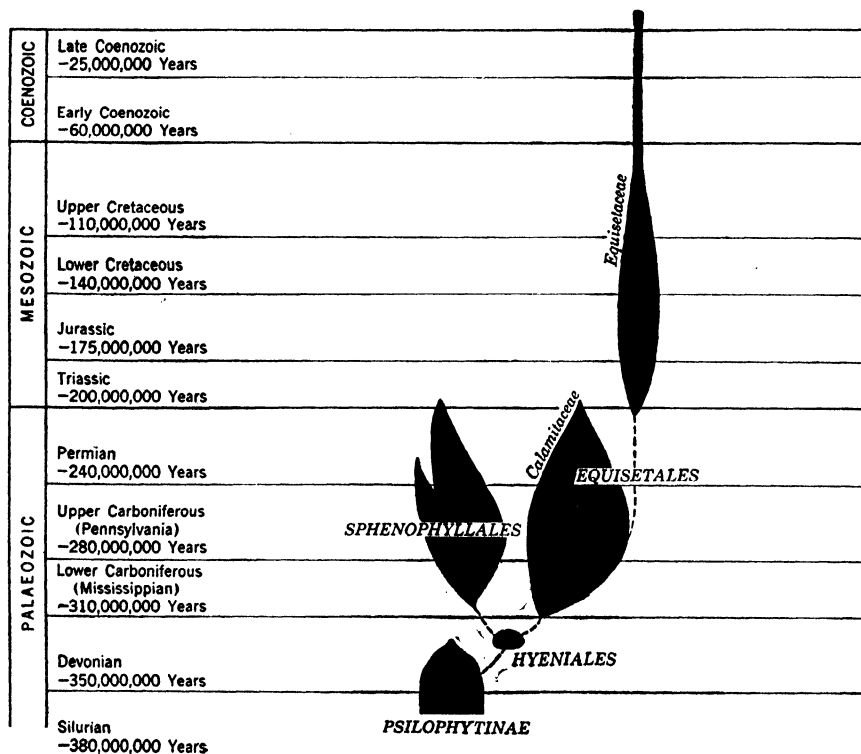 COENOZOIC
Late Coenozoic
-25,000,000 Years
Early Coenozoic
-60,000,000 Years
MESOZOIC
Upper Cretaceous
-110,000,000 Years
Lower Cretaceous
-140,000,000 Years
Jurassic
-175,000,000 Years
Triassic
-200,000,000 Years
Equisetaceae
PALAEOZOIC
Permian
-240,000,000 Years
Upper Carboniferous
(Pennsylvania)
-280,000,000 Years
Lower Carboniferous
(Mississippian)
-310,000,000 Years
Devonian
-350,000,000 Years
Silurian
-380,000,000 Years
Calamitaceae
EQUISETALES
SPHENOPHYLLALES
HYENIALES
PSILOPHYTINAE